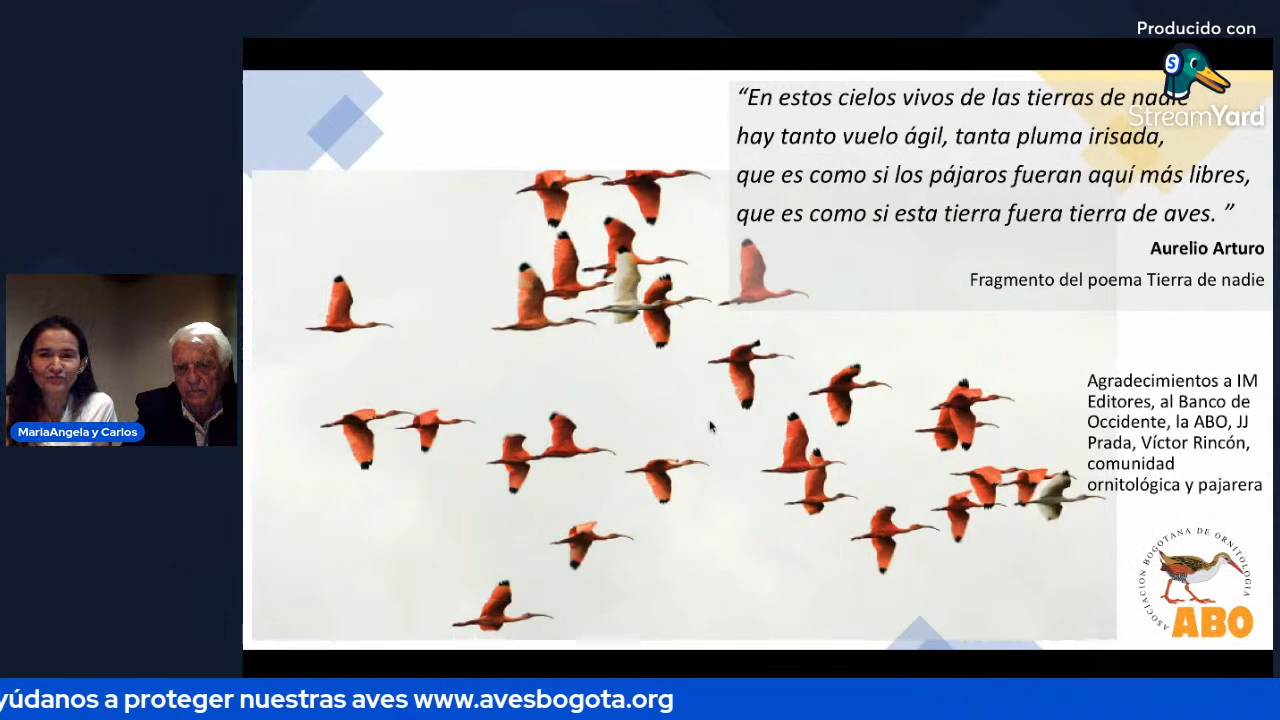 Producido con
StreamYard
“En estos cielos vivos de las tierras de nadie
hay tanto vuelo ágil, tanta pluma irisada,
que es como si los pájaros fueran aquí más libres,
que es como si esta tierra fuera tierra de aves. ”
Aurelio Arturo
Fragmento del poema Tierra de nadie
MariaAngela y Carlos
Agradecimientos a IM
Editores, al Banco de
Occidente, la ABO, JJ
Prada, Víctor Rincón,
comunidad
ornitológica y pajarera
ASOCIACION BOGOTANA DE ORNITOLOGIA
ABO
yúdanos a proteger nuestras aves www.avesbogota.org